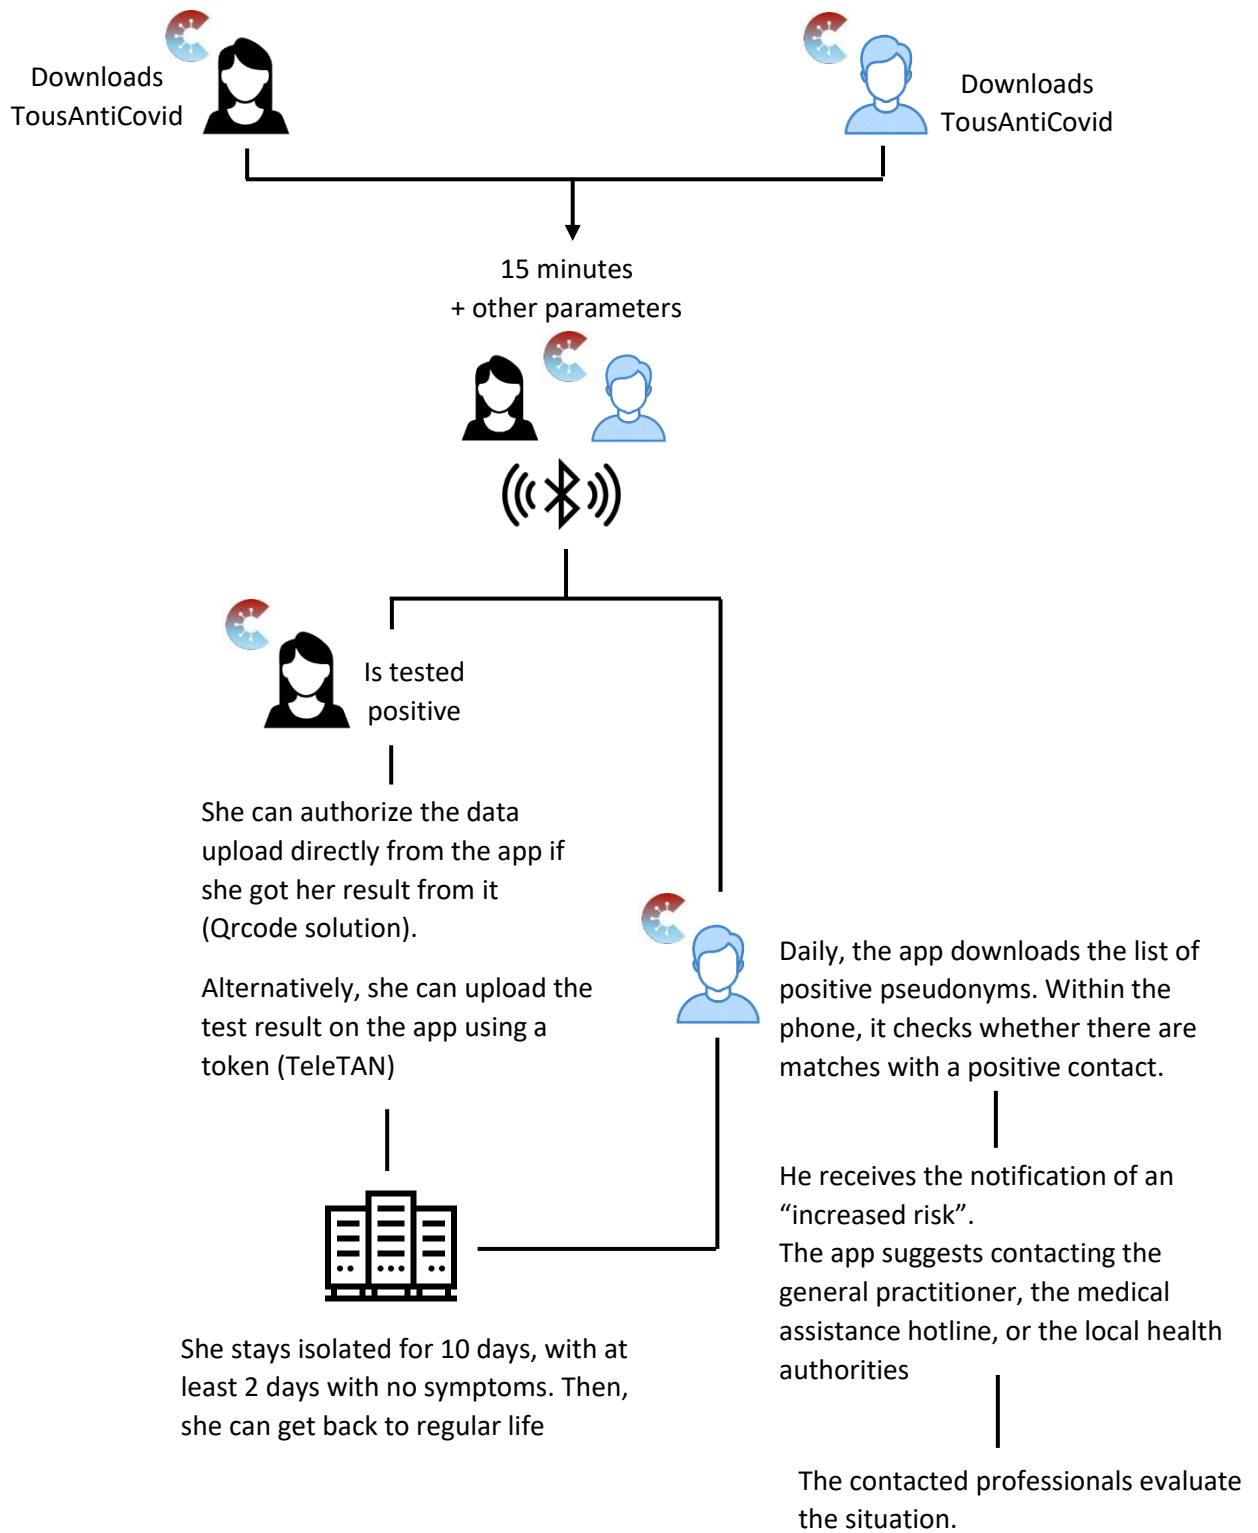 Downloads
TousAntiCovid
Downloads
TousAntiCovid
15 minutes
+ other parameters
Is tested
positive
She can authorize the data
upload directly from the app if
she got her result from it
(Qrcode solution).
Alternatively, she can upload the
test result on the app using a
token (TeleTAN)
Daily, the app downloads the list of
positive pseudonyms. Within the
phone, it checks whether there are
matches with a positive contact.
He receives the notification of an
“increased risk”.
The app suggests contacting the
general practitioner, the medical
assistance hotline, or the local health
authorities
She stays isolated for 10 days, with at
least 2 days with no symptoms. Then,
she can get back to regular life
The contacted professionals evaluate
the situation.